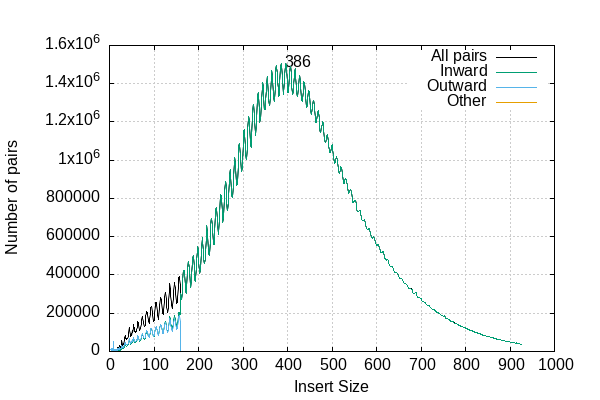 1.6x10^6
1.4x10^6
1.2x10^6
1x10^6
800000
600000
400000
200000
0
Number of pairs
386
All pairs
Inward
Outward
Other
0 100 200 300 400 500 600 700 800 900 1000
Insert Size